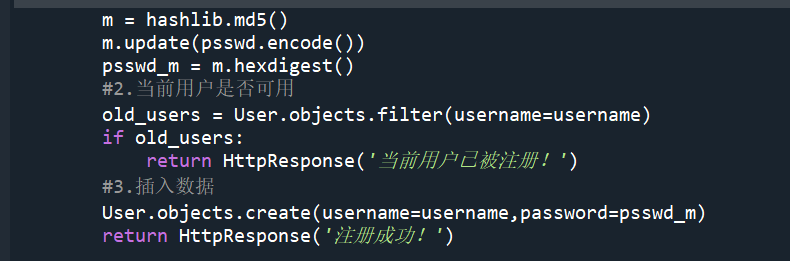 m = hashlib.md5()
m.update(psswd.encode())
psswd_m = m.hexdigest()
#2.当前用户是否可用
old_users = User.objects.filter(username=username)
if old_users:
    return HttpResponse('当前用户已被注册！')
#3.插入数据
User.objects.create(username=username,password=psswd_m)
return HttpResponse('注册成功！')